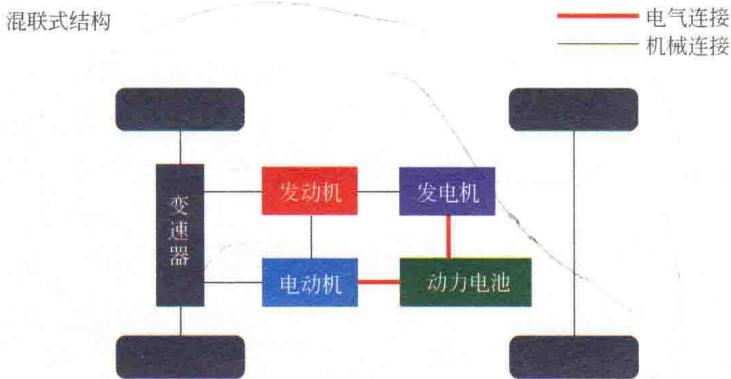 混联式结构
电气连接
机械连接
变速器
发动机
发电机
电动机
动力电池